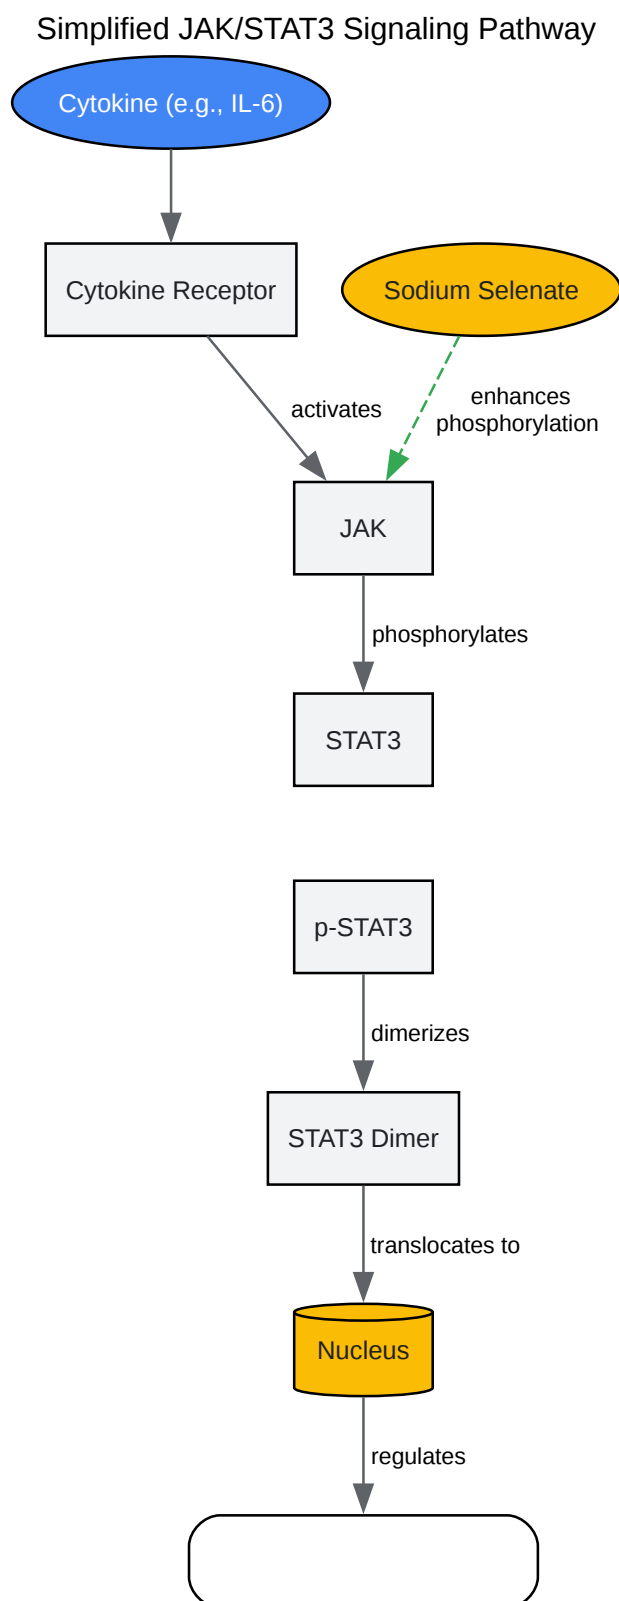 Simplified JAK/STAT3 Signaling Pathway
Cytokine (e.g., IL-6)
Cytokine Receptor
Sodium Selenate
activates
enhances
phosphorylation
JAK
phosphorylates
STAT3
p-STAT3
dimerizes
STAT3 Dimer
translocates to
Nucleus
regulates